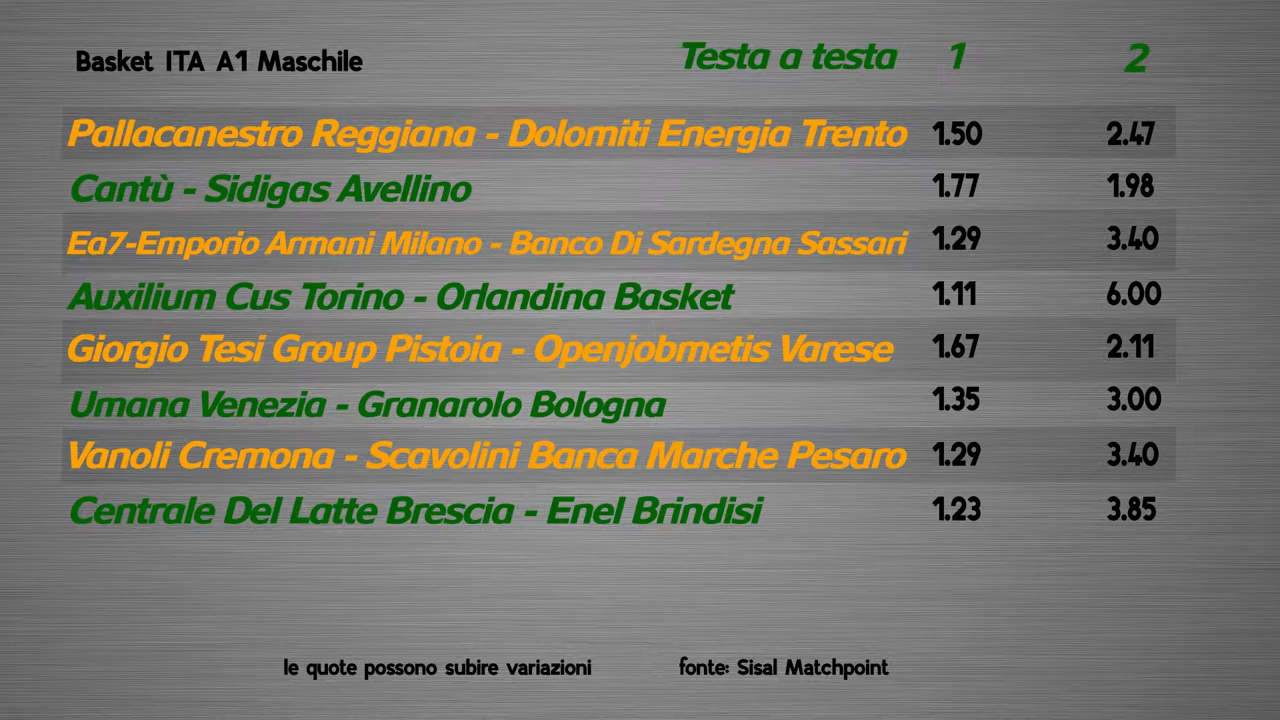 Basket ITA A1 Maschile Testa a testa 1 2
Pallacanestro Reggiana - Dolomiti Energia Trento 1.50 2.47
Cantù - Sidigas Avellino 1.77 1.98
Ea7-Emporio Armani Milano - Banco Di Sardegna Sassari 1.29 3.40
Auxilium Cus Torino - Orlandina Basket 1.11 6.00
Giorgio Tesi Group Pistoia - Openjobmetis Varese 1.67 2.11
Umana Venezia - Granarolo Bologna 1.35 3.00
Vanoli Cremona - Scavolini Banca Marche Pesaro 1.29 3.40
Centrale Del Latte Brescia - Enel Brindisi 1.23 3.85
le quote possono subire variazioni fonte: Sisal Matchpoint